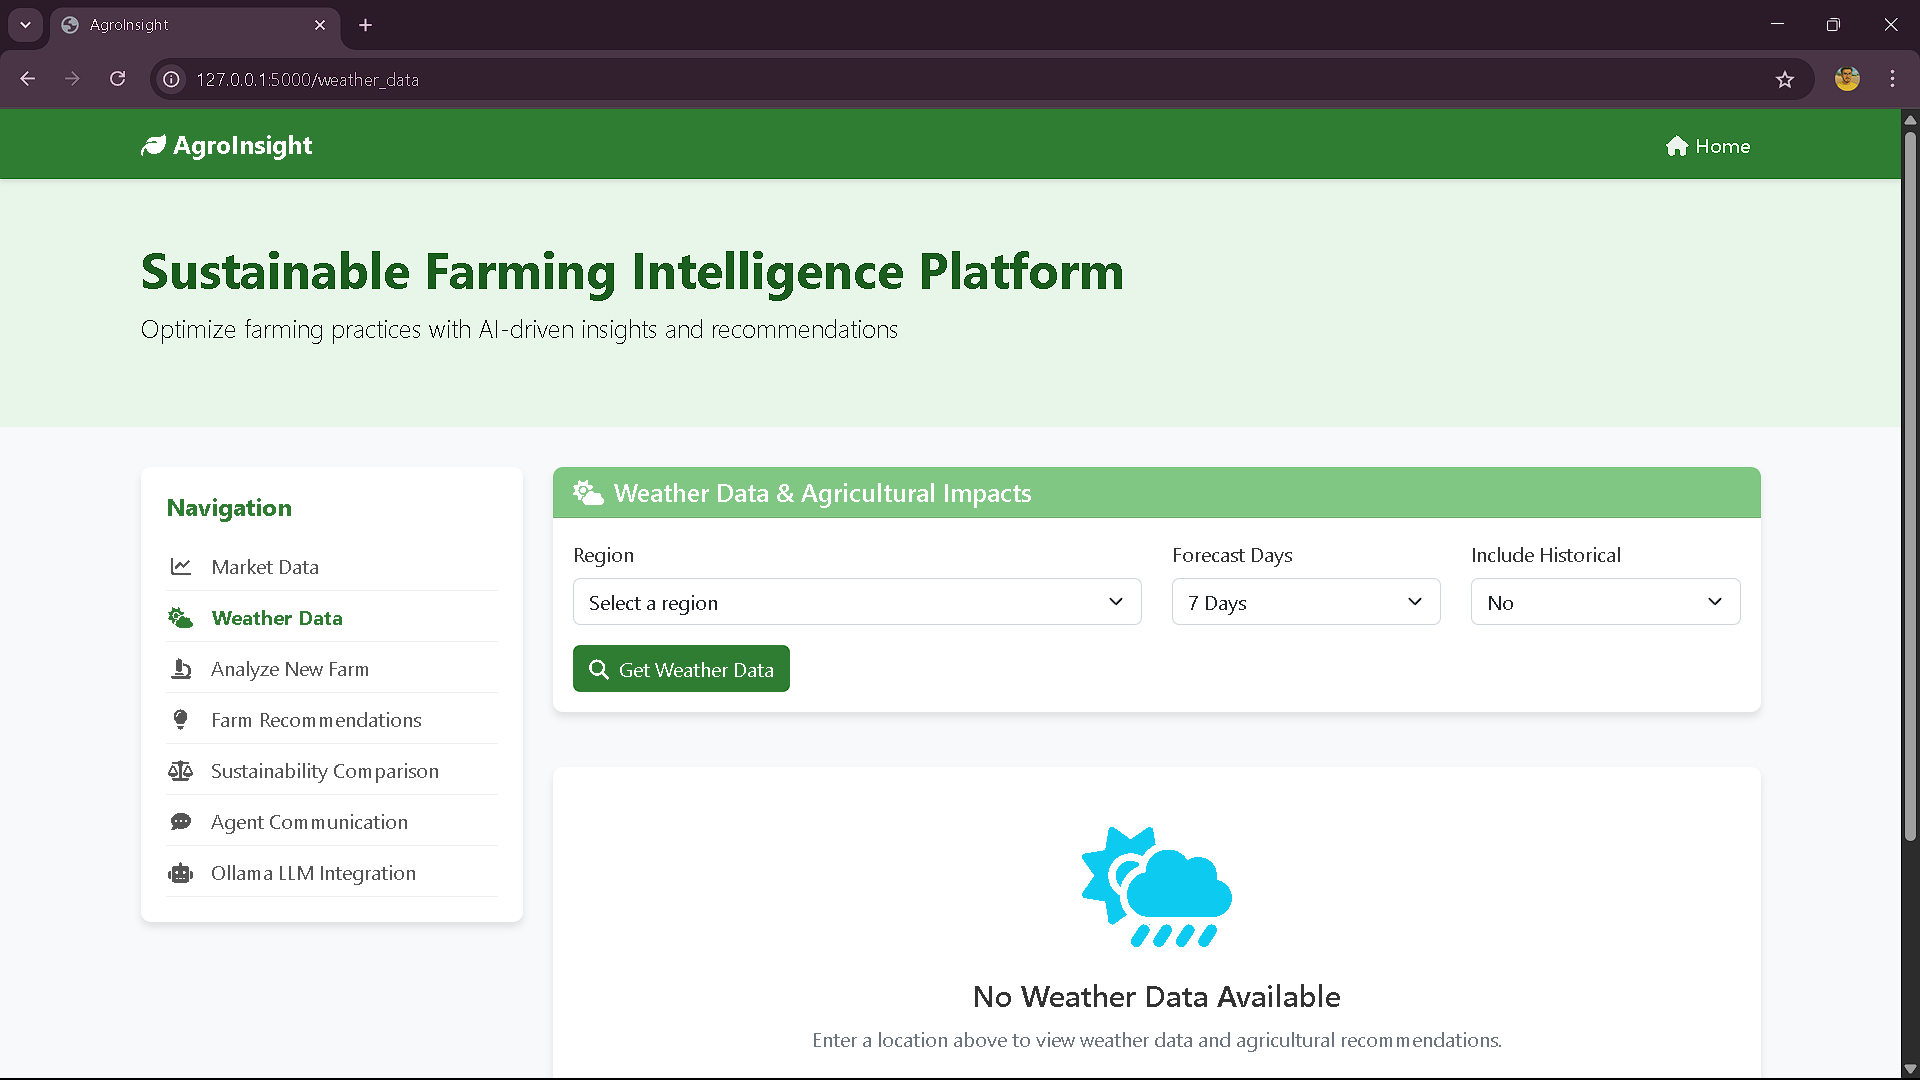 AgroInsight
127.0.0.1:5000/weather_data
AgroInsight
Home
Sustainable Farming Intelligence Platform
Optimize farming practices with AI-driven insights and recommendations
Navigation
Market Data
Weather Data
Analyze New Farm
Farm Recommendations
Sustainability Comparison
Agent Communication
Ollama LLM Integration
Weather Data & Agricultural Impacts
Region Forecast Days Include Historical
Select a region 7 Days No
Get Weather Data
No Weather Data Available
Enter a location above to view weather data and agricultural recommendations.